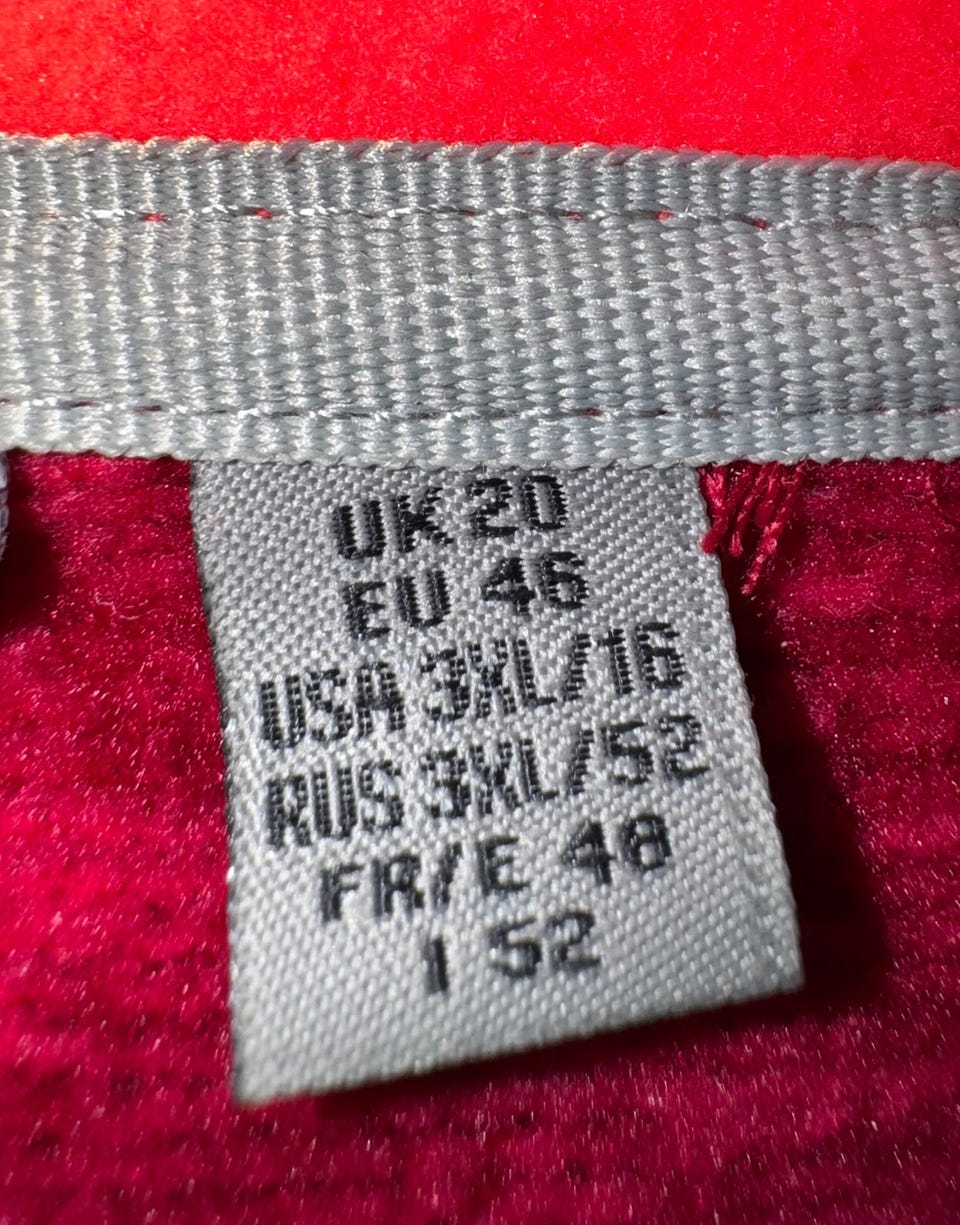 UK 20
EU 46
USA 3XL/16
RUS 3XL/52
FR/E 48
I 52